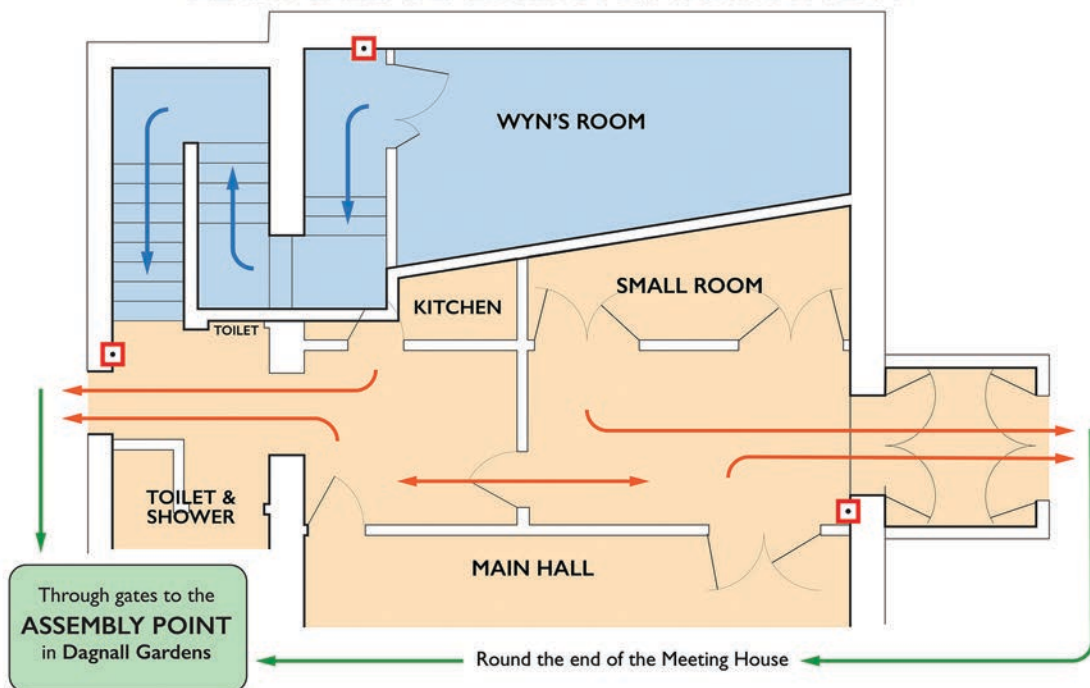 WYN'S ROOM
SMALL ROOM
KITCHEN
TOILET
TOILET &
SHOWER
MAIN HALL
Through gates to the
ASSEMBLY POINT
in Dagnall Gardens
Round the end of the Meeting House